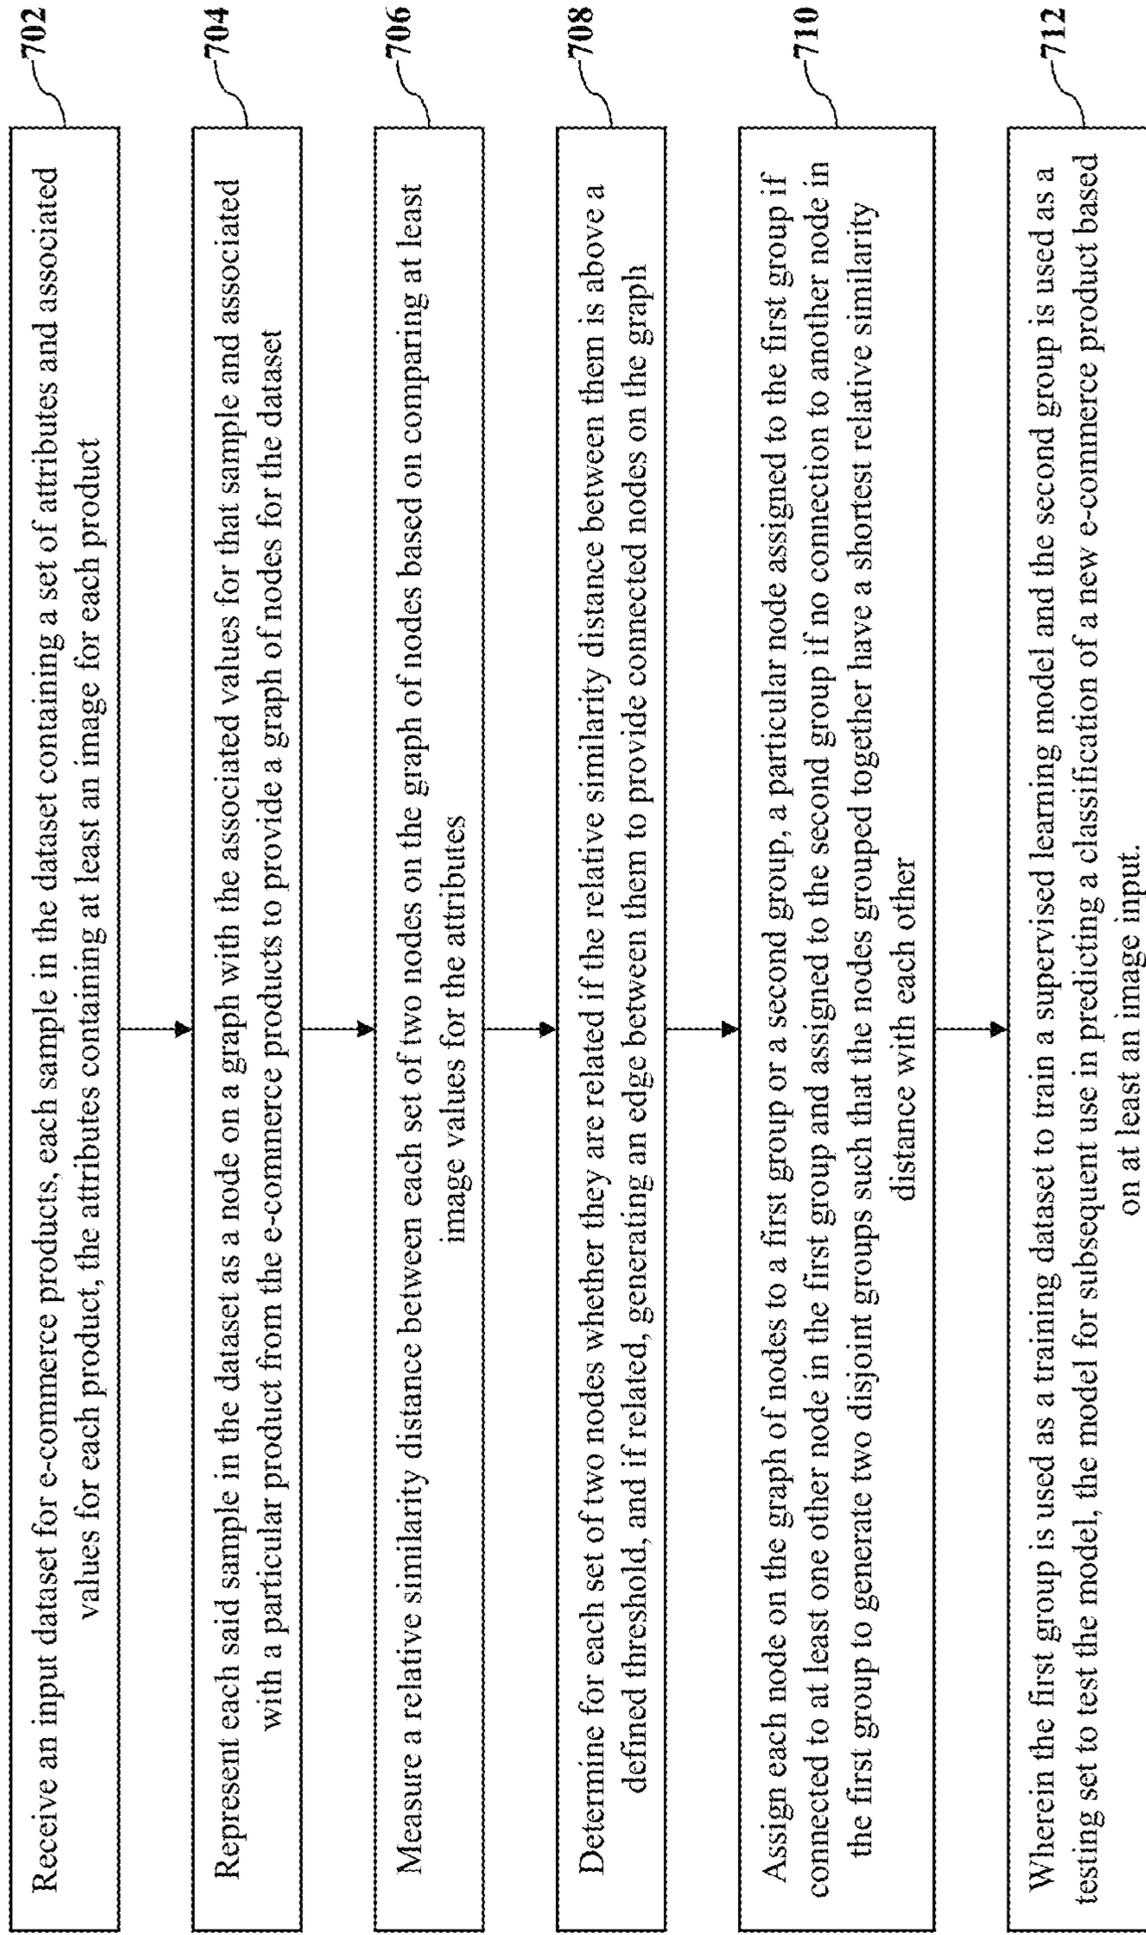 702
Receive an input dataset for e-commerce products, each sample in the dataset containing a set of attributes and associated
values for each product, the attributes containing at least an image for each product
704
Represent each said sample in the dataset as a node on a graph with the associated values for that sample and associated
with a particular product from the e-commerce products to provide a graph of nodes for the dataset
706
Measure a relative similarity distance between each set of two nodes on the graph of nodes based on comparing at least
image values for the attributes
708
Determine for each set of two nodes whether they are related if the relative similarity distance between them is above a
defined threshold, and if related, generating an edge between them to provide connected nodes on the graph
710
Assign each node on the graph of nodes to a first group or a second group, a particular node assigned to the first group if
connected to at least one other node in the first group and assigned to the second group if no connection to another node in
the first group to generate two disjoint groups such that the nodes grouped together have a shortest relative similarity
distance with each other
712
Wherein the first group is used as a training dataset to train a supervised learning model and the second group is used as a
testing set to test the model, the model for subsequent use in predicting a classification of a new e-commerce product based
on at least an image input.